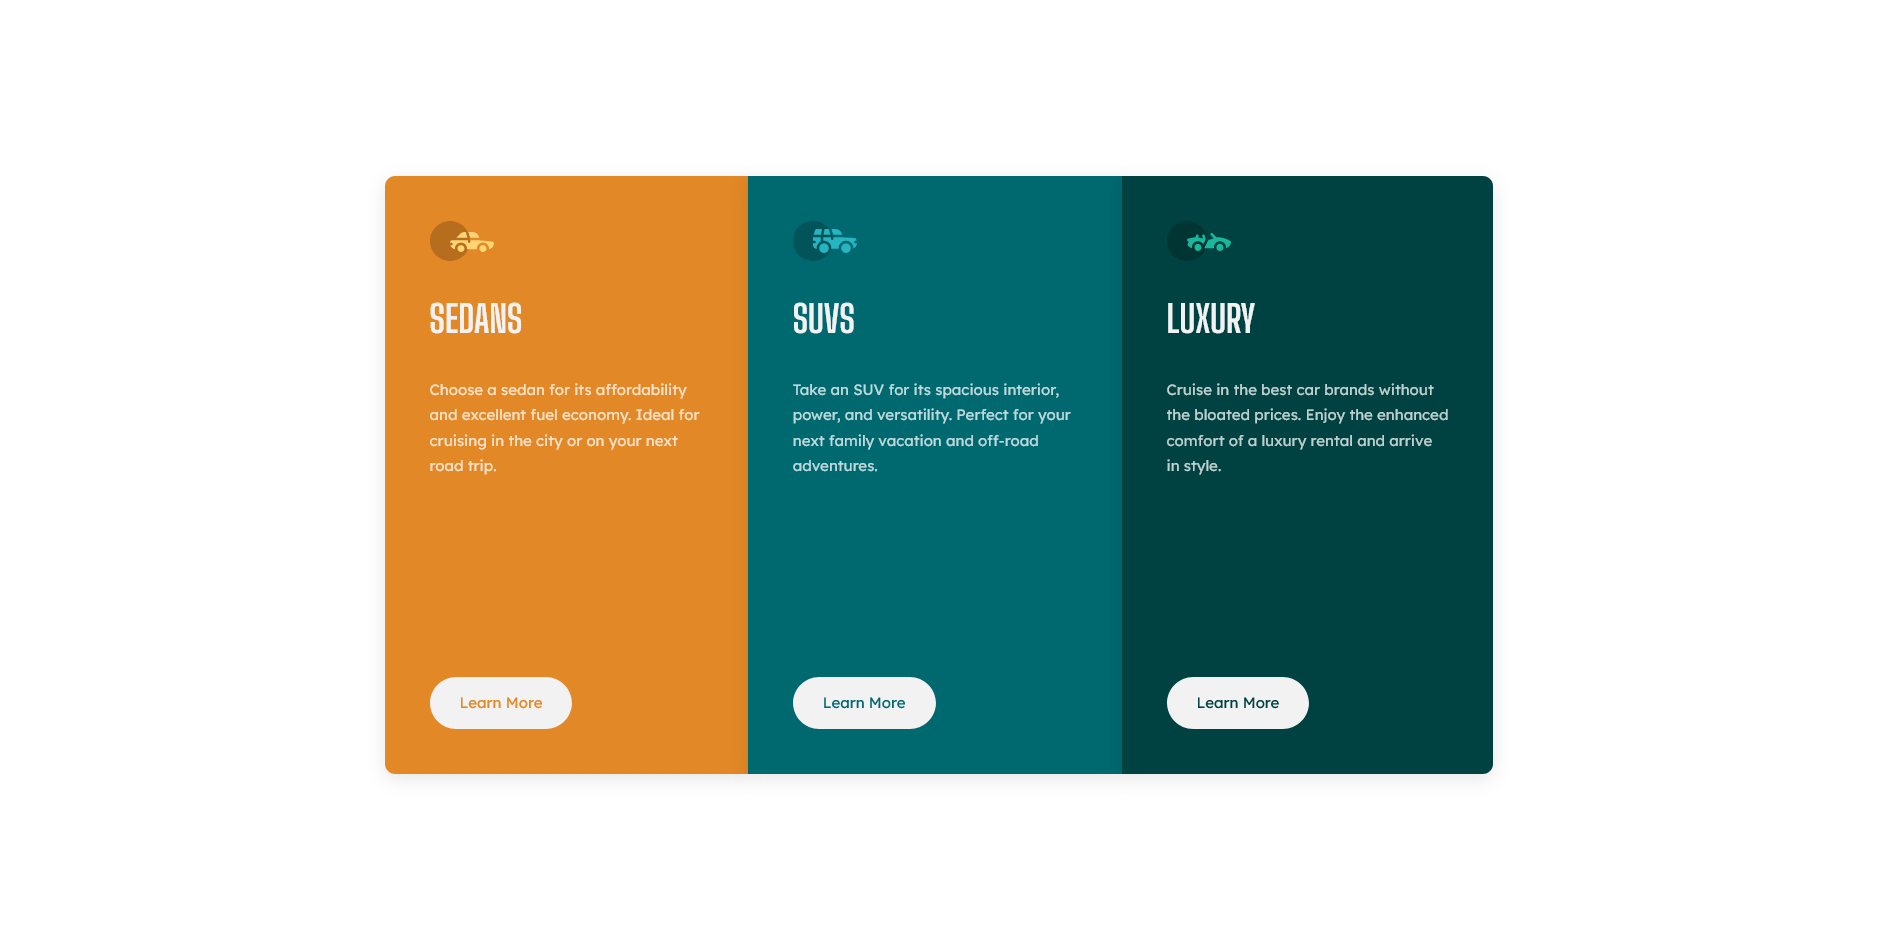 SEDANS
Choose a sedan for its affordability
and excellent fuel economy. Ideal for
cruising in the city or on your next
road trip.
Learn More
SUVS
Take an SUV for its spacious interior,
power, and versatility. Perfect for your
next family vacation and off-road
adventures.
Learn More
LUXURY
Cruise in the best car brands without
the bloated prices. Enjoy the enhanced
comfort of a luxury rental and arrive
in style.
Learn More